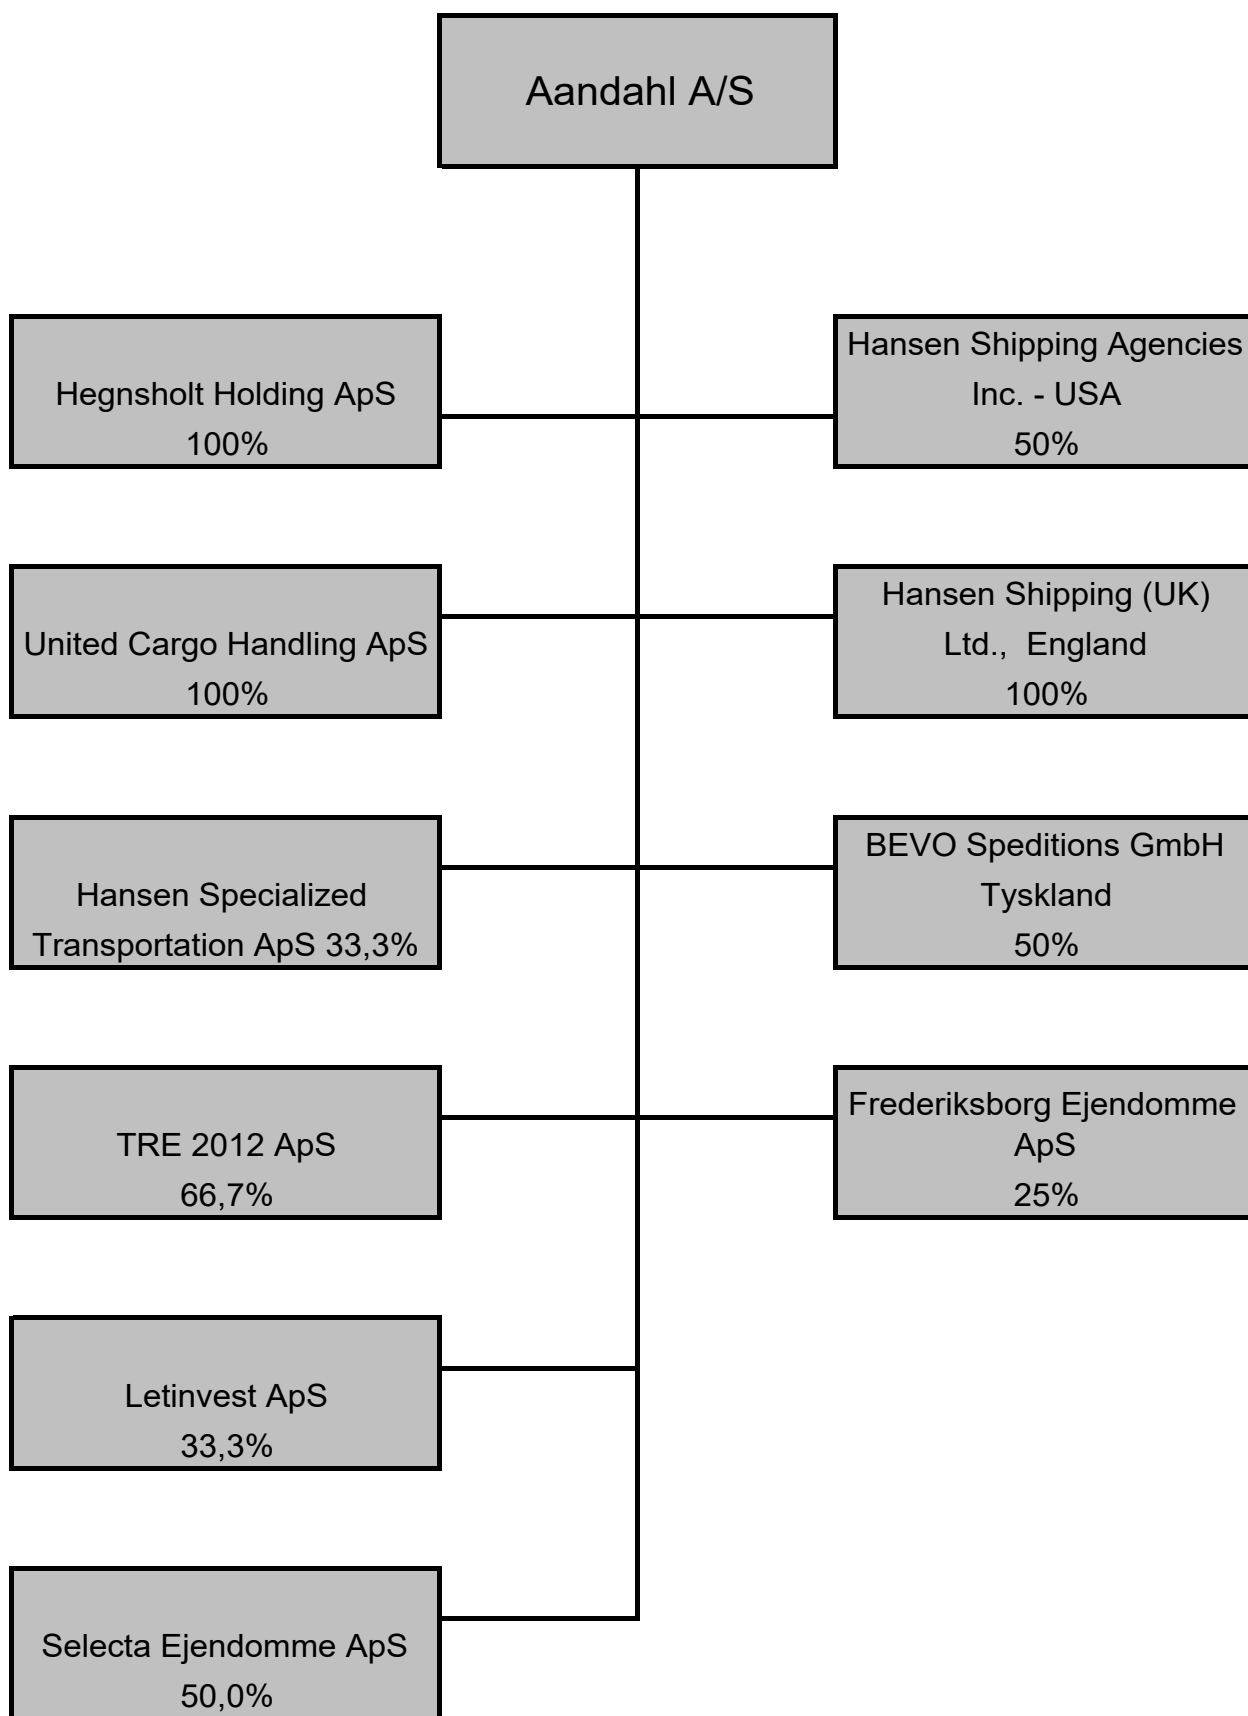 Aandahl A/S
Hegnsholt Holding ApS
100%
Hansen Shipping Agencies
Inc. - USA
50%
United Cargo Handling ApS
100%
Hansen Shipping (UK)
Ltd.,  England
100%
Hansen Specialized
Transportation ApS 33,3%
BEVO Speditions GmbH
Tyskland
50%
TRE 2012 ApS
66,7%
Frederiksborg Ejendomme
ApS
25%
Letinvest ApS
33,3%
Selecta Ejendomme ApS
50,0%